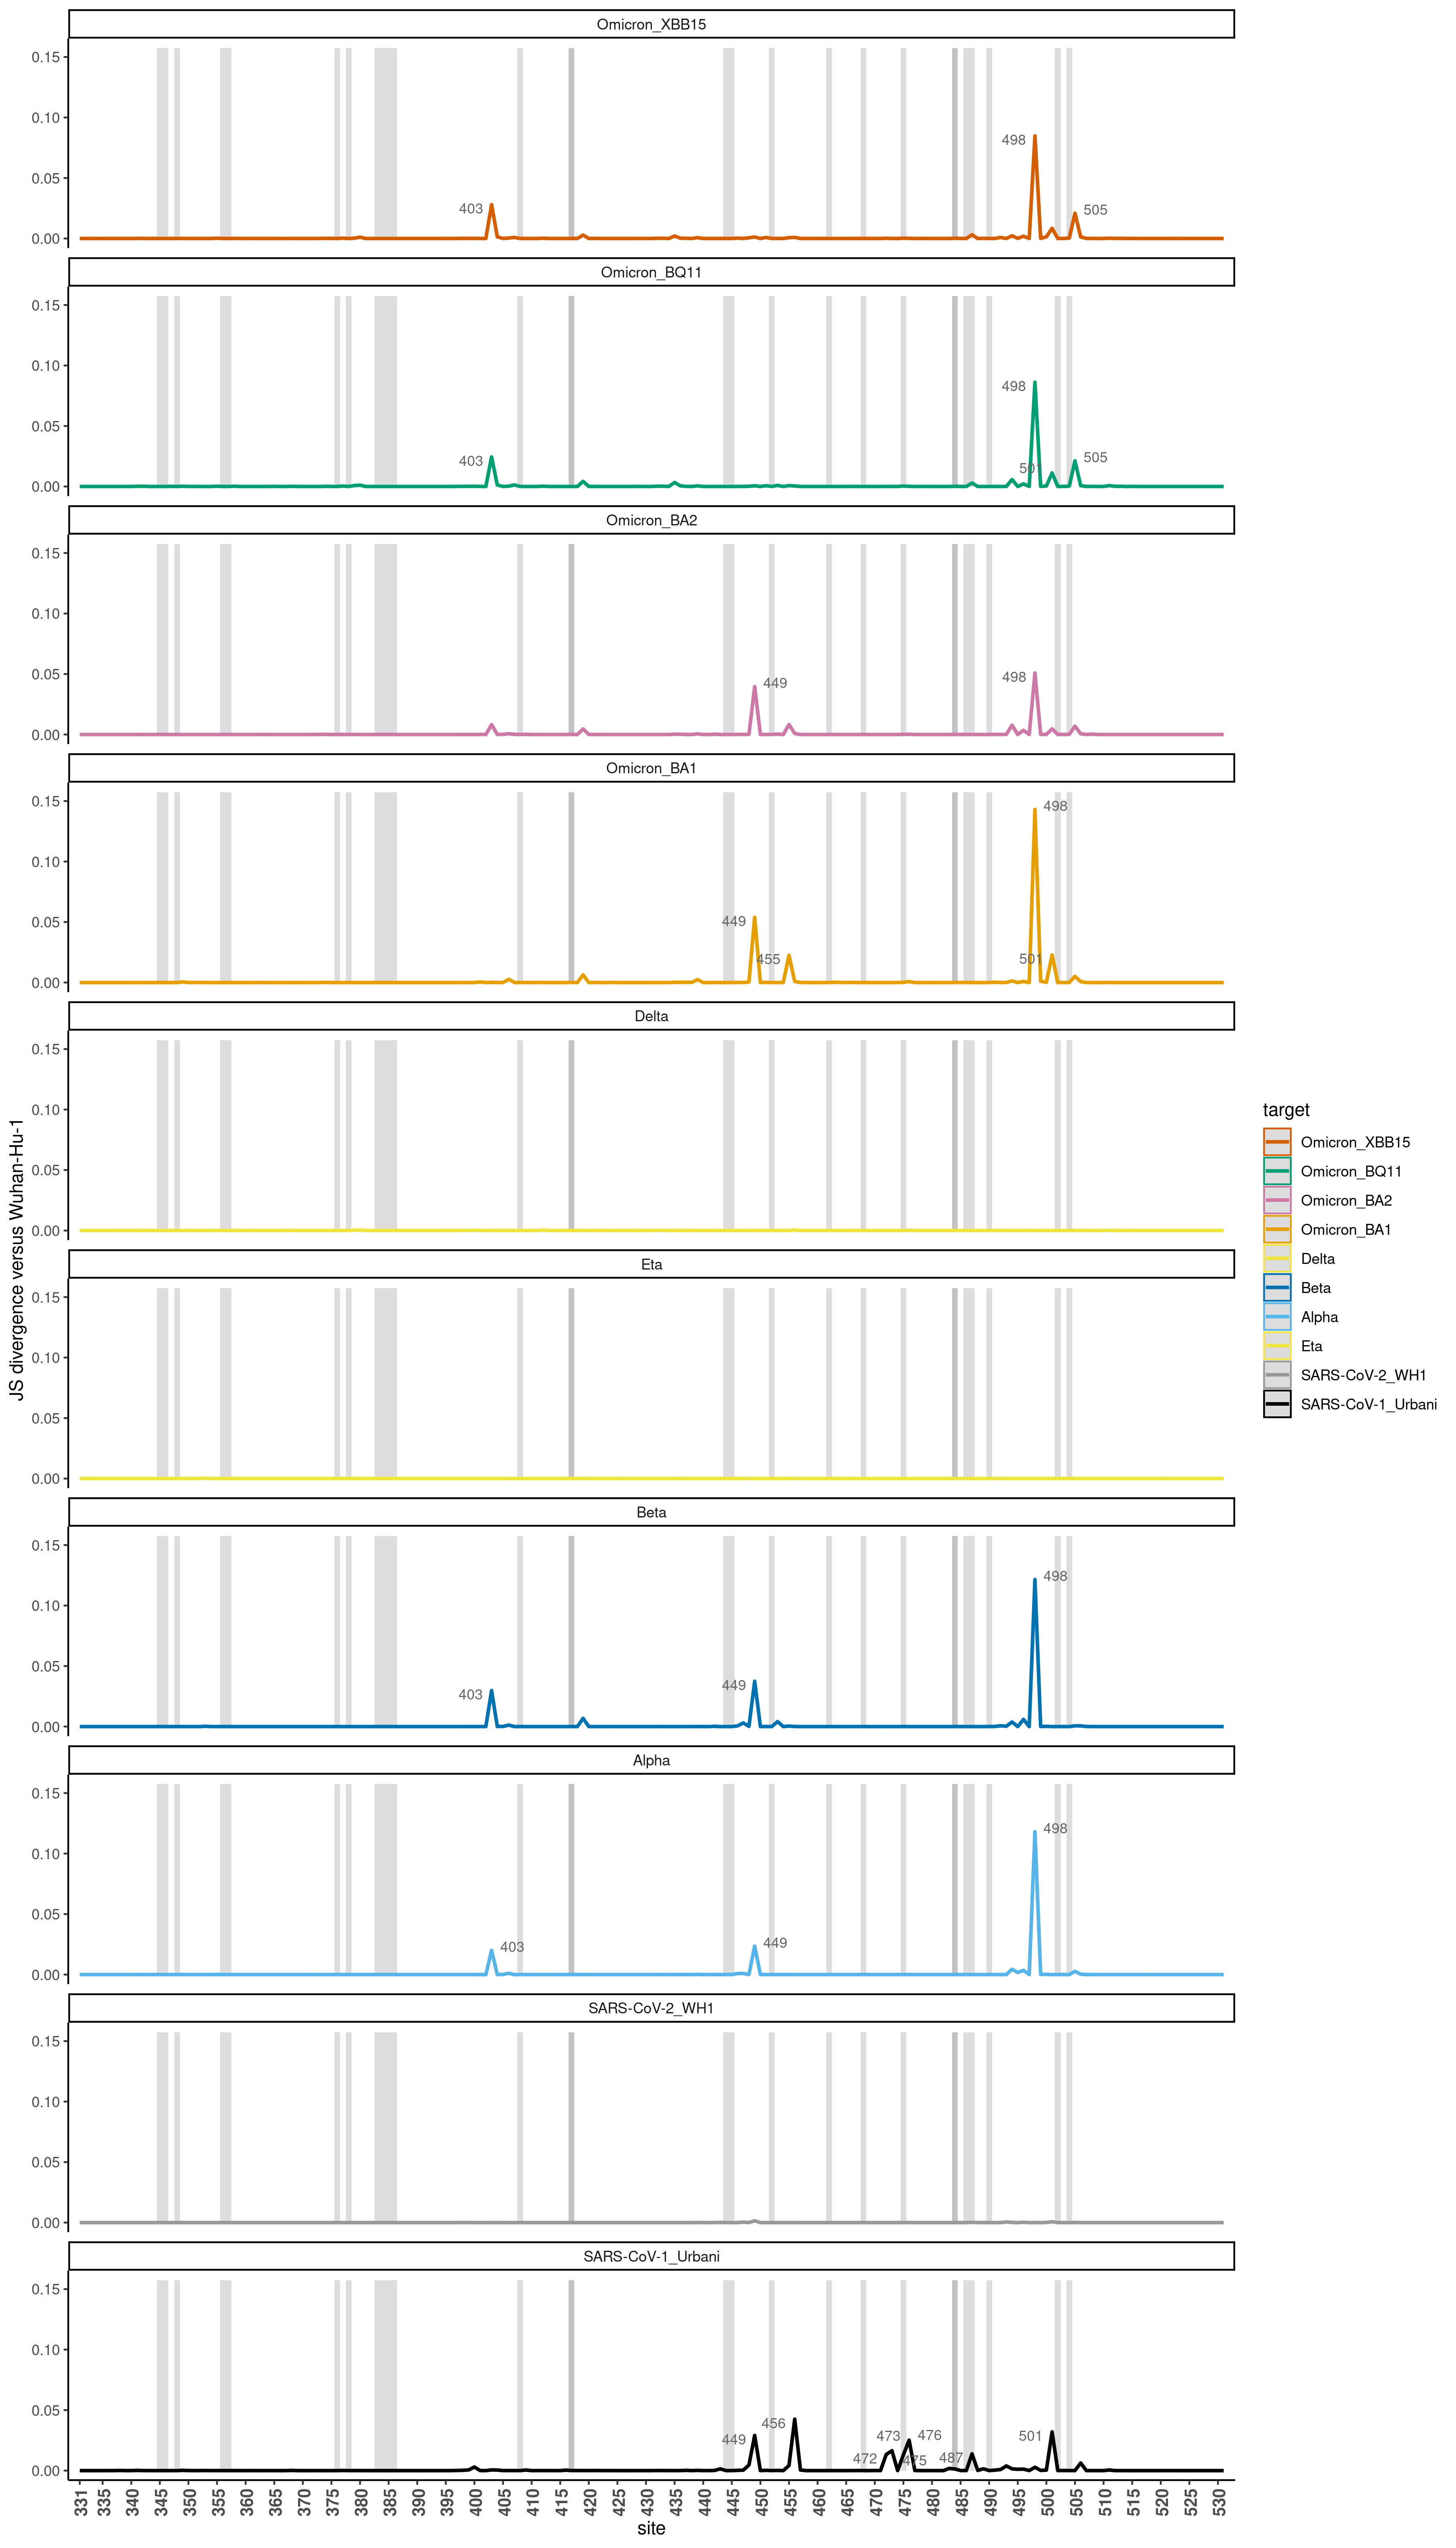 Omicron_XBB15
0.15
0.10
0.05
0.00
403
498
505
Omicron_BQ11
0.15
0.10
0.05
0.00
403
498
501
505
Omicron_BA2
0.15
0.10
0.05
0.00
449
498
Omicron_BA1
0.15
0.10
0.05
0.00
449
455
498
501
Delta
0.15
0.10
0.05
0.00
Eta
0.15
0.10
0.05
0.00
Beta
0.15
0.10
0.05
0.00
403
449
498
Alpha
0.15
0.10
0.05
0.00
403
449
498
SARS-CoV-2_WH1
0.15
0.10
0.05
0.00
SARS-CoV-1_Urbani
0.15
0.10
0.05
0.00
449
456
472
473
475
476
487
501
331 335 340 345 350 355 360 365 370 375 380 385 390 395 400 405 410 415 420 425 430 435 440 445 450 455 460 465 470 475 480 485 490 495 500 505 510 515 520 525 530
site
JS divergence versus Wuhan-Hu-1
target
Omicron_XBB15
Omicron_BQ11
Omicron_BA2
Omicron_BA1
Delta
Beta
Alpha
Eta
SARS-CoV-2_WH1
SARS-CoV-1_Urbani